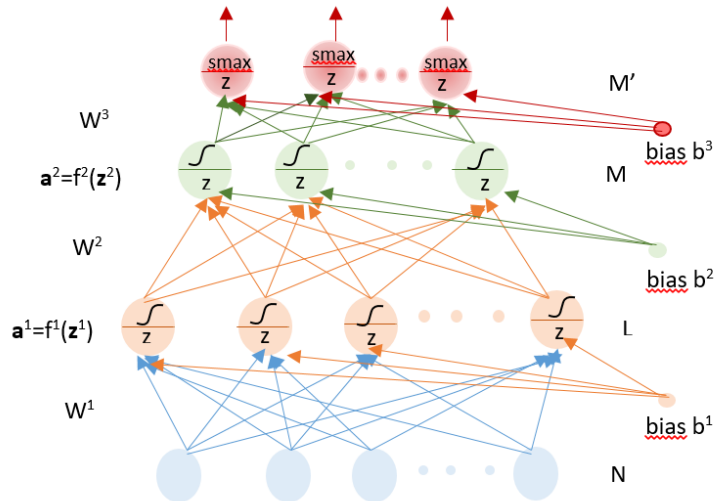 smax smax smax
z z z
M'
W³
bias b³
a²=f²(z²)
z z z
M
W²
bias b²
a¹=f¹(z¹)
z z z z
L
W¹
bias b¹
N